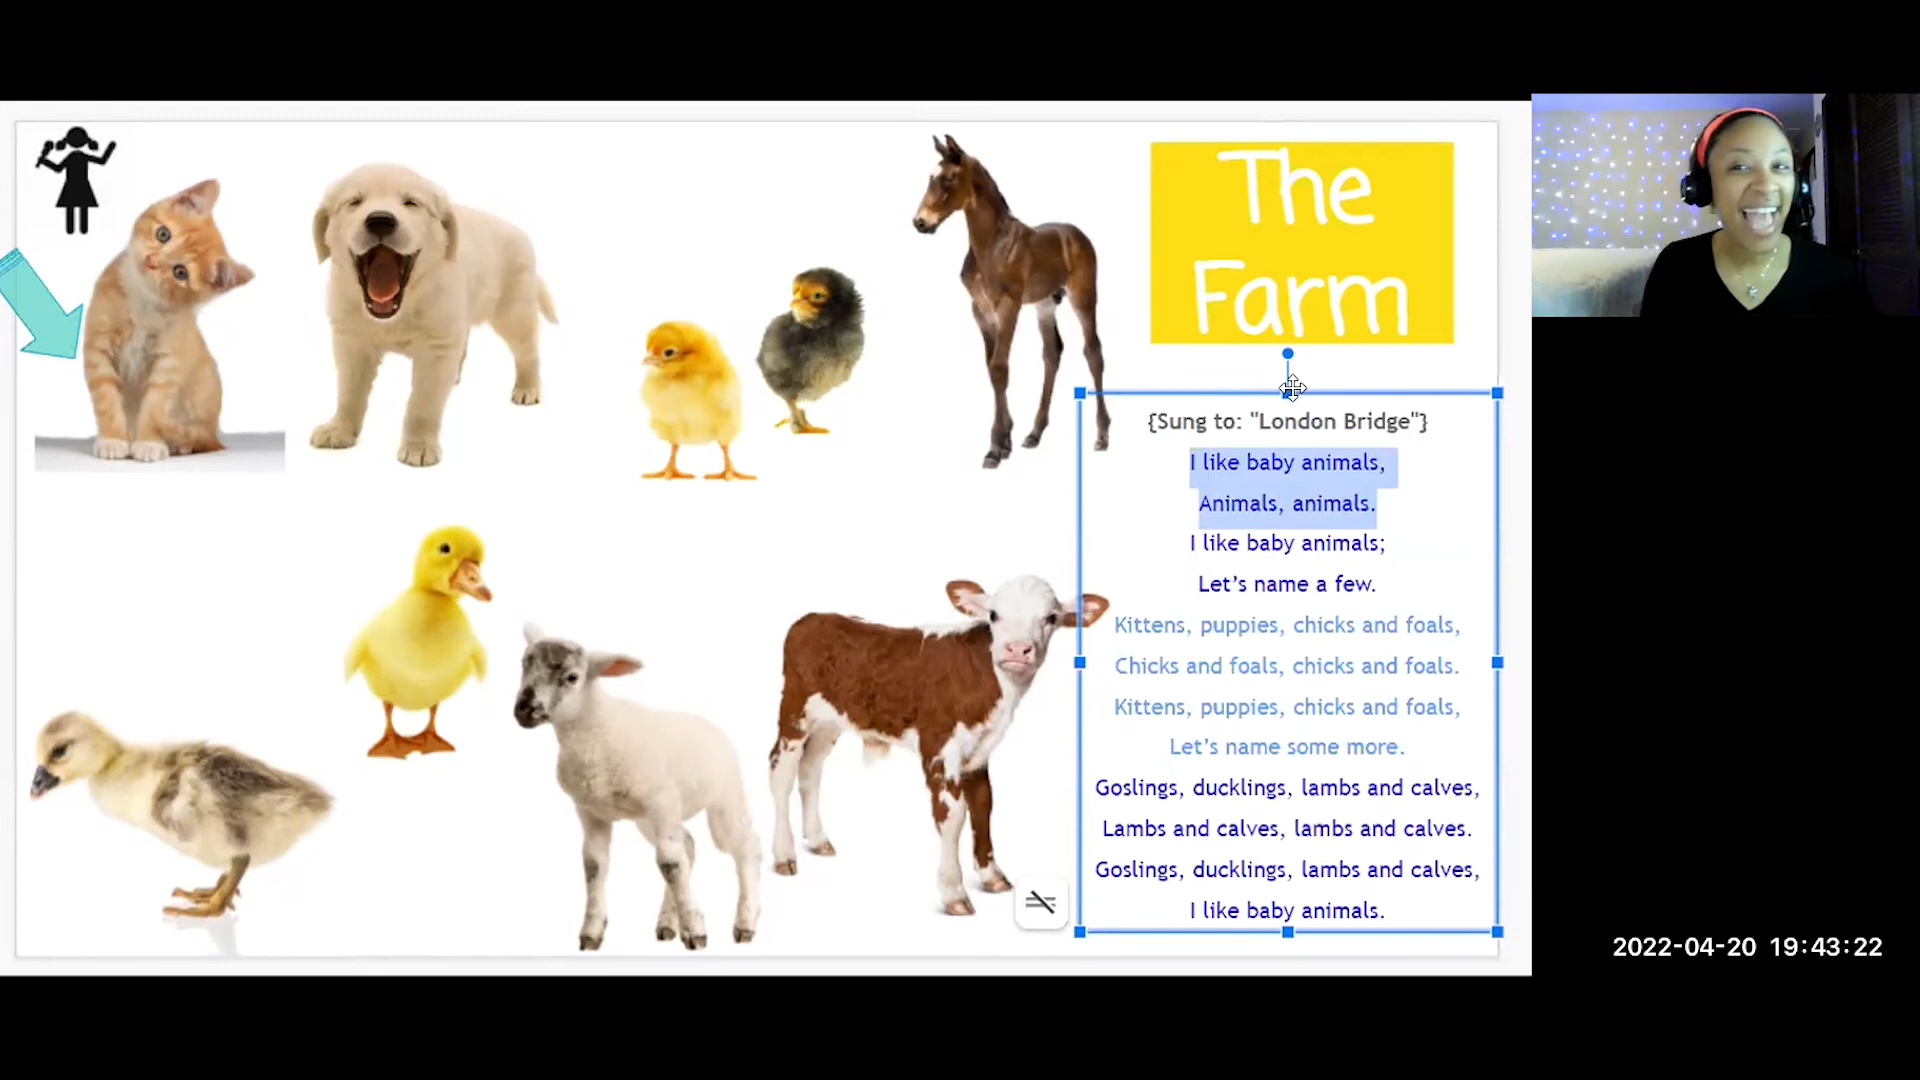 The
Farm
{Sung to: "London Bridge"}
I like baby animals,
Animals, animals.
I like baby animals;
Let’s name a few.
Kittens, puppies, chicks and foals,
Chicks and foals, chicks and foals.
Kittens, puppies, chicks and foals,
Let’s name some more.
Goslings, ducklings, lambs and calves,
Lambs and calves, lambs and calves.
Goslings, ducklings, lambs and calves,
I like baby animals.
2022-04-20 19:43:22